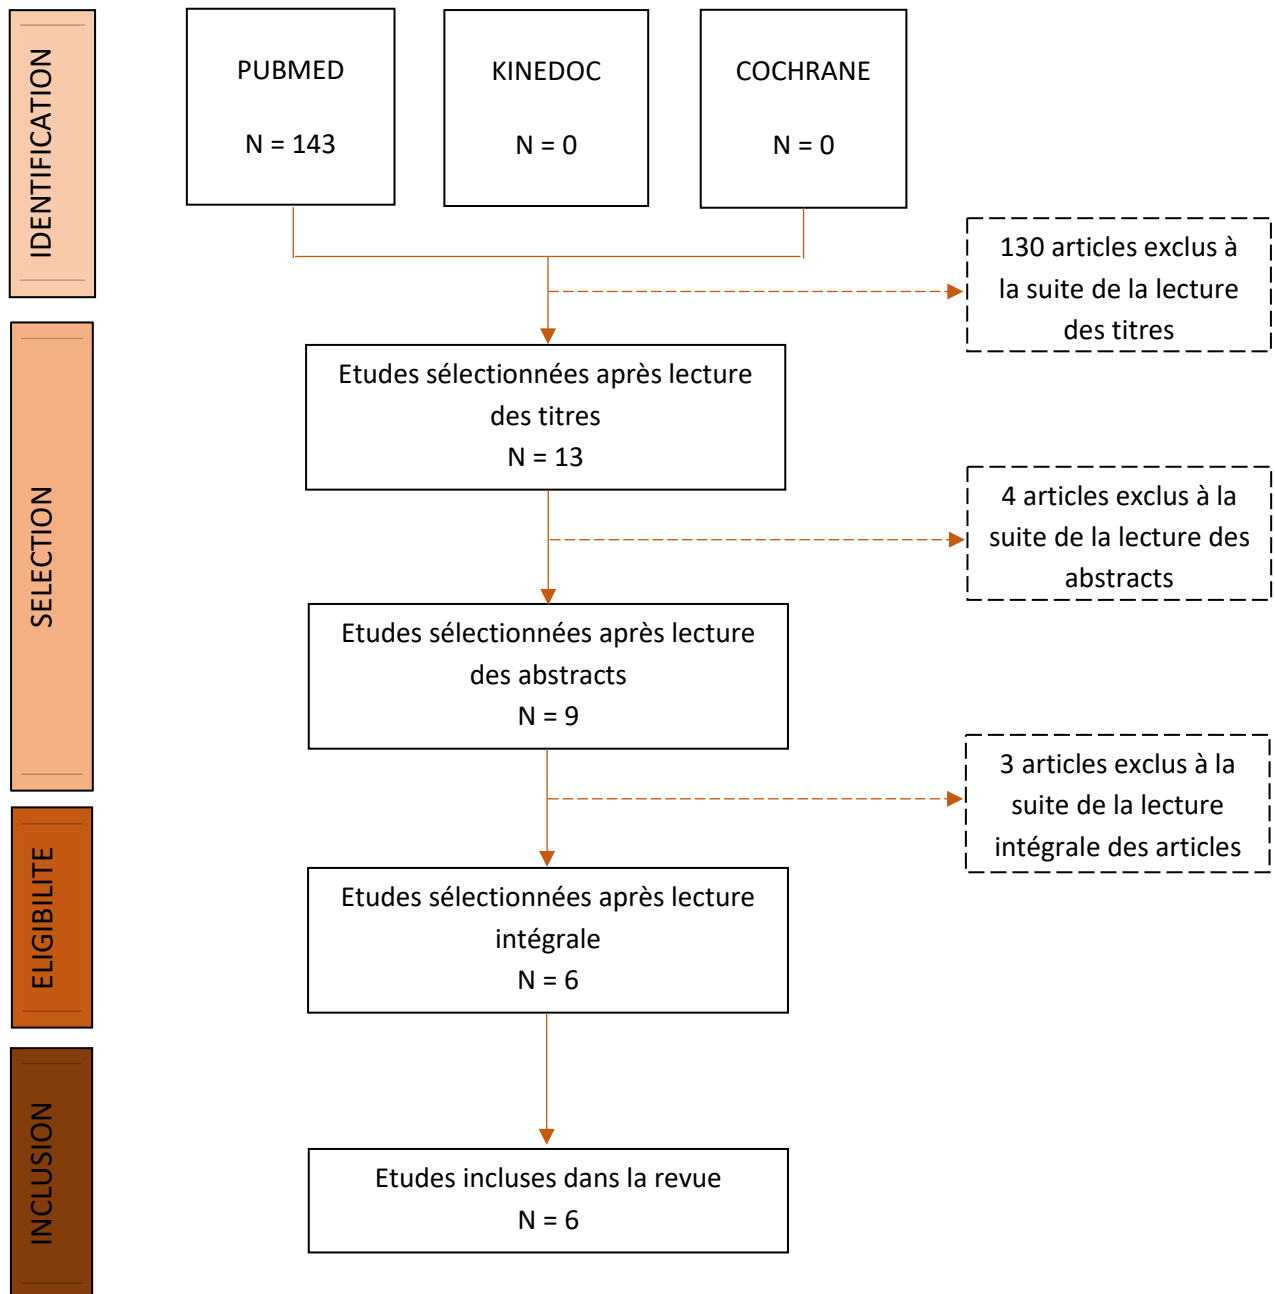 IDENTIFICATION
PUBMED
N = 143
KINEDOC
N = 0
COCHRANE
N = 0
130 articles exclus à
la suite de la lecture
des titres
SELECTION
Etudes sélectionnées après lecture
des titres
N = 13
4 articles exclus à la
suite de la lecture des
abstracts
Etudes sélectionnées après lecture
des abstracts
N = 9
3 articles exclus à la
suite de la lecture
intégrale des articles
ELIGIBILITE
Etudes sélectionnées après lecture
intégrale
N = 6
INCLUSION
Etudes incluses dans la revue
N = 6